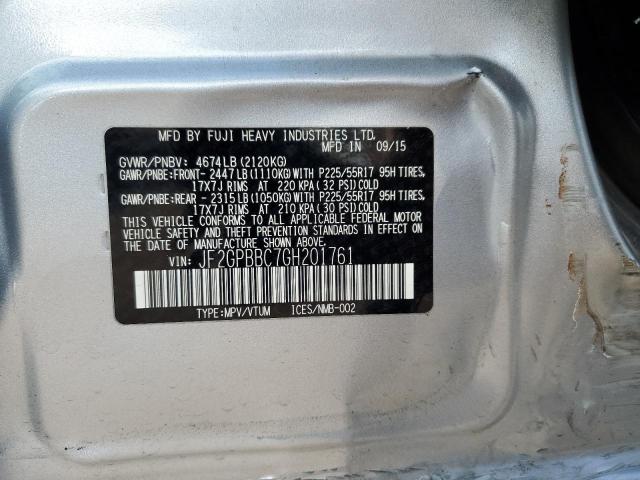 MFD BY FUJI HEAVY INDUSTRIES LTD.
MFD IN 09/15
GVWR/PNBV: 4674LB(2120KG)
GAWR/PNBE:FRONT-2447LB(1110KG)WITH P225/55R17 95H TIRES,
17X7J RIMS AT 220 KPA(32 PSI)COLD
GAWR/PNBE:REAR -2315LB(1050KG)WITH P225/55R17 95H TIRES,
17X7J RIMS AT 210 KPA(30 PSI)COLD
THIS VEHICLE CONFORMS TO ALL APPLICABLE FEDERAL MOTOR
VEHICLE SAFETY AND THEFT PREVENTION STANDARDS IN EFFECT ON
THE DATE OF MANUFACTURE SHOWN ABOVE.
VIN: JF2GPBBC7GH201761
TYPE:MPV/VTUM ICES/NMB-002